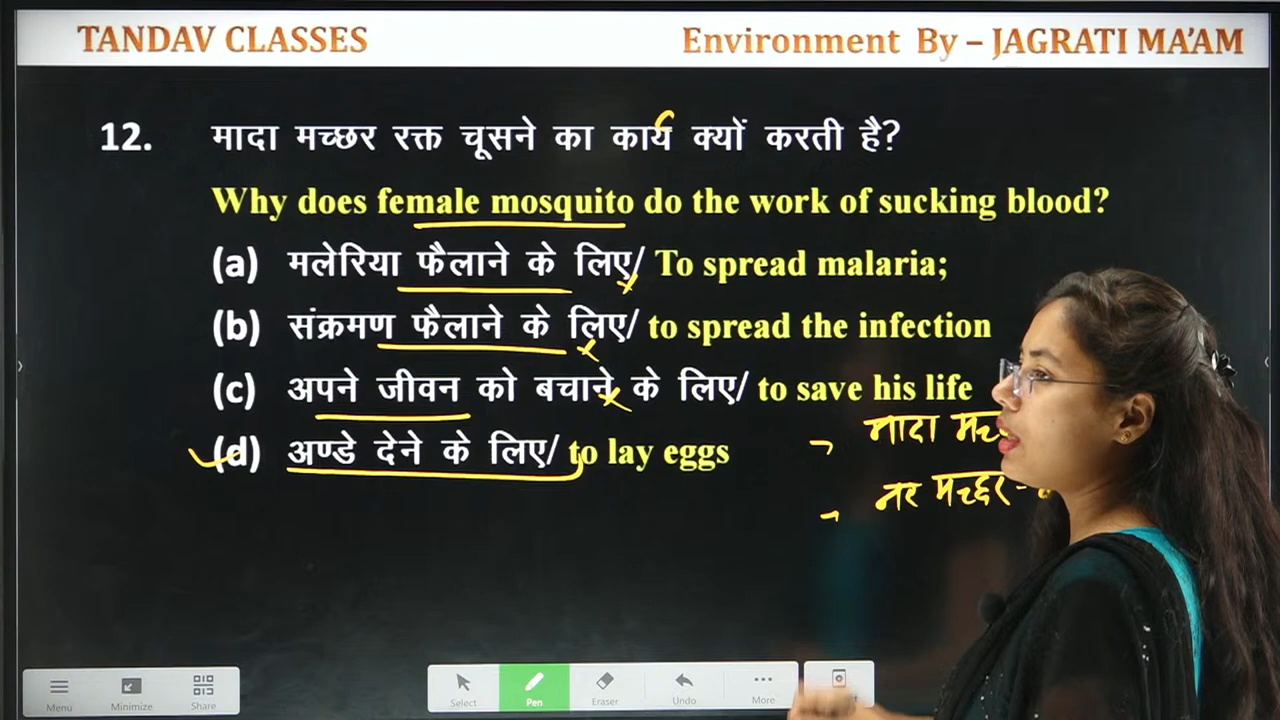 TANDAV CLASSES
Environment By – JAGRATI MA'AM
12. मादा मच्छर रक्त चूसने का कार्य क्यों करती है?
Why does female mosquito do the work of sucking blood?
(a) मलेरिया फैलाने के लिए/ To spread malaria;
(b) संक्रमण फैलाने के लिए/ to spread the infection
(c) अपने जीवन को बचाने के लिए/ to save his life
मादा
(d) अण्डे देने के लिए/ to lay eggs
नर मच्छर -
Menu
Minimize
Share
Select
Pen
Eraser
Undo
More